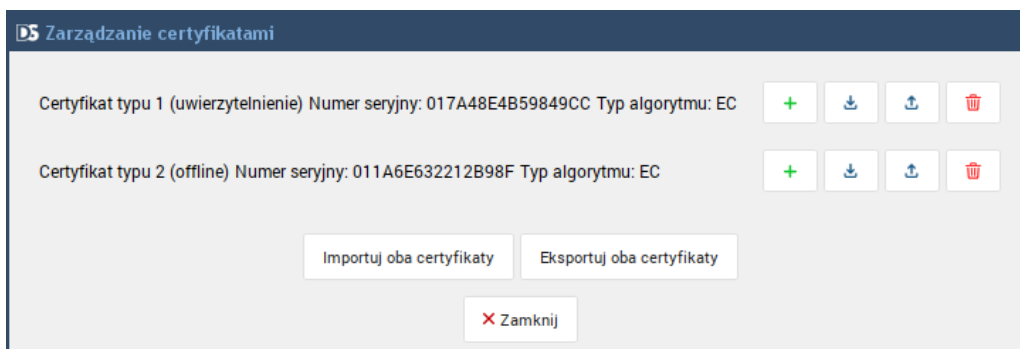 D5 Zarządzanie certyfikatami
Certyfikat typu 1 (uwierzytelnienie) Numer seryjny: 017A48E4B59849CC Typ algorytmu: EC
Certyfikat typu 2 (offline) Numer seryjny: 011A6E632212B98F Typ algorytmu: EC
Importuj oba certyfikaty Eksportuj oba certyfikaty
Zamknij